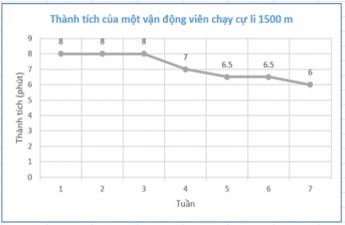 Thành tích của một vận động viên chạy cự li 1500 m
Thành tích (phút)
9
8
7
6
5
4
3
2
1
0
8 8 8 7 6.5 6.5 6
1 2 3 4 5 6 7
Tuần